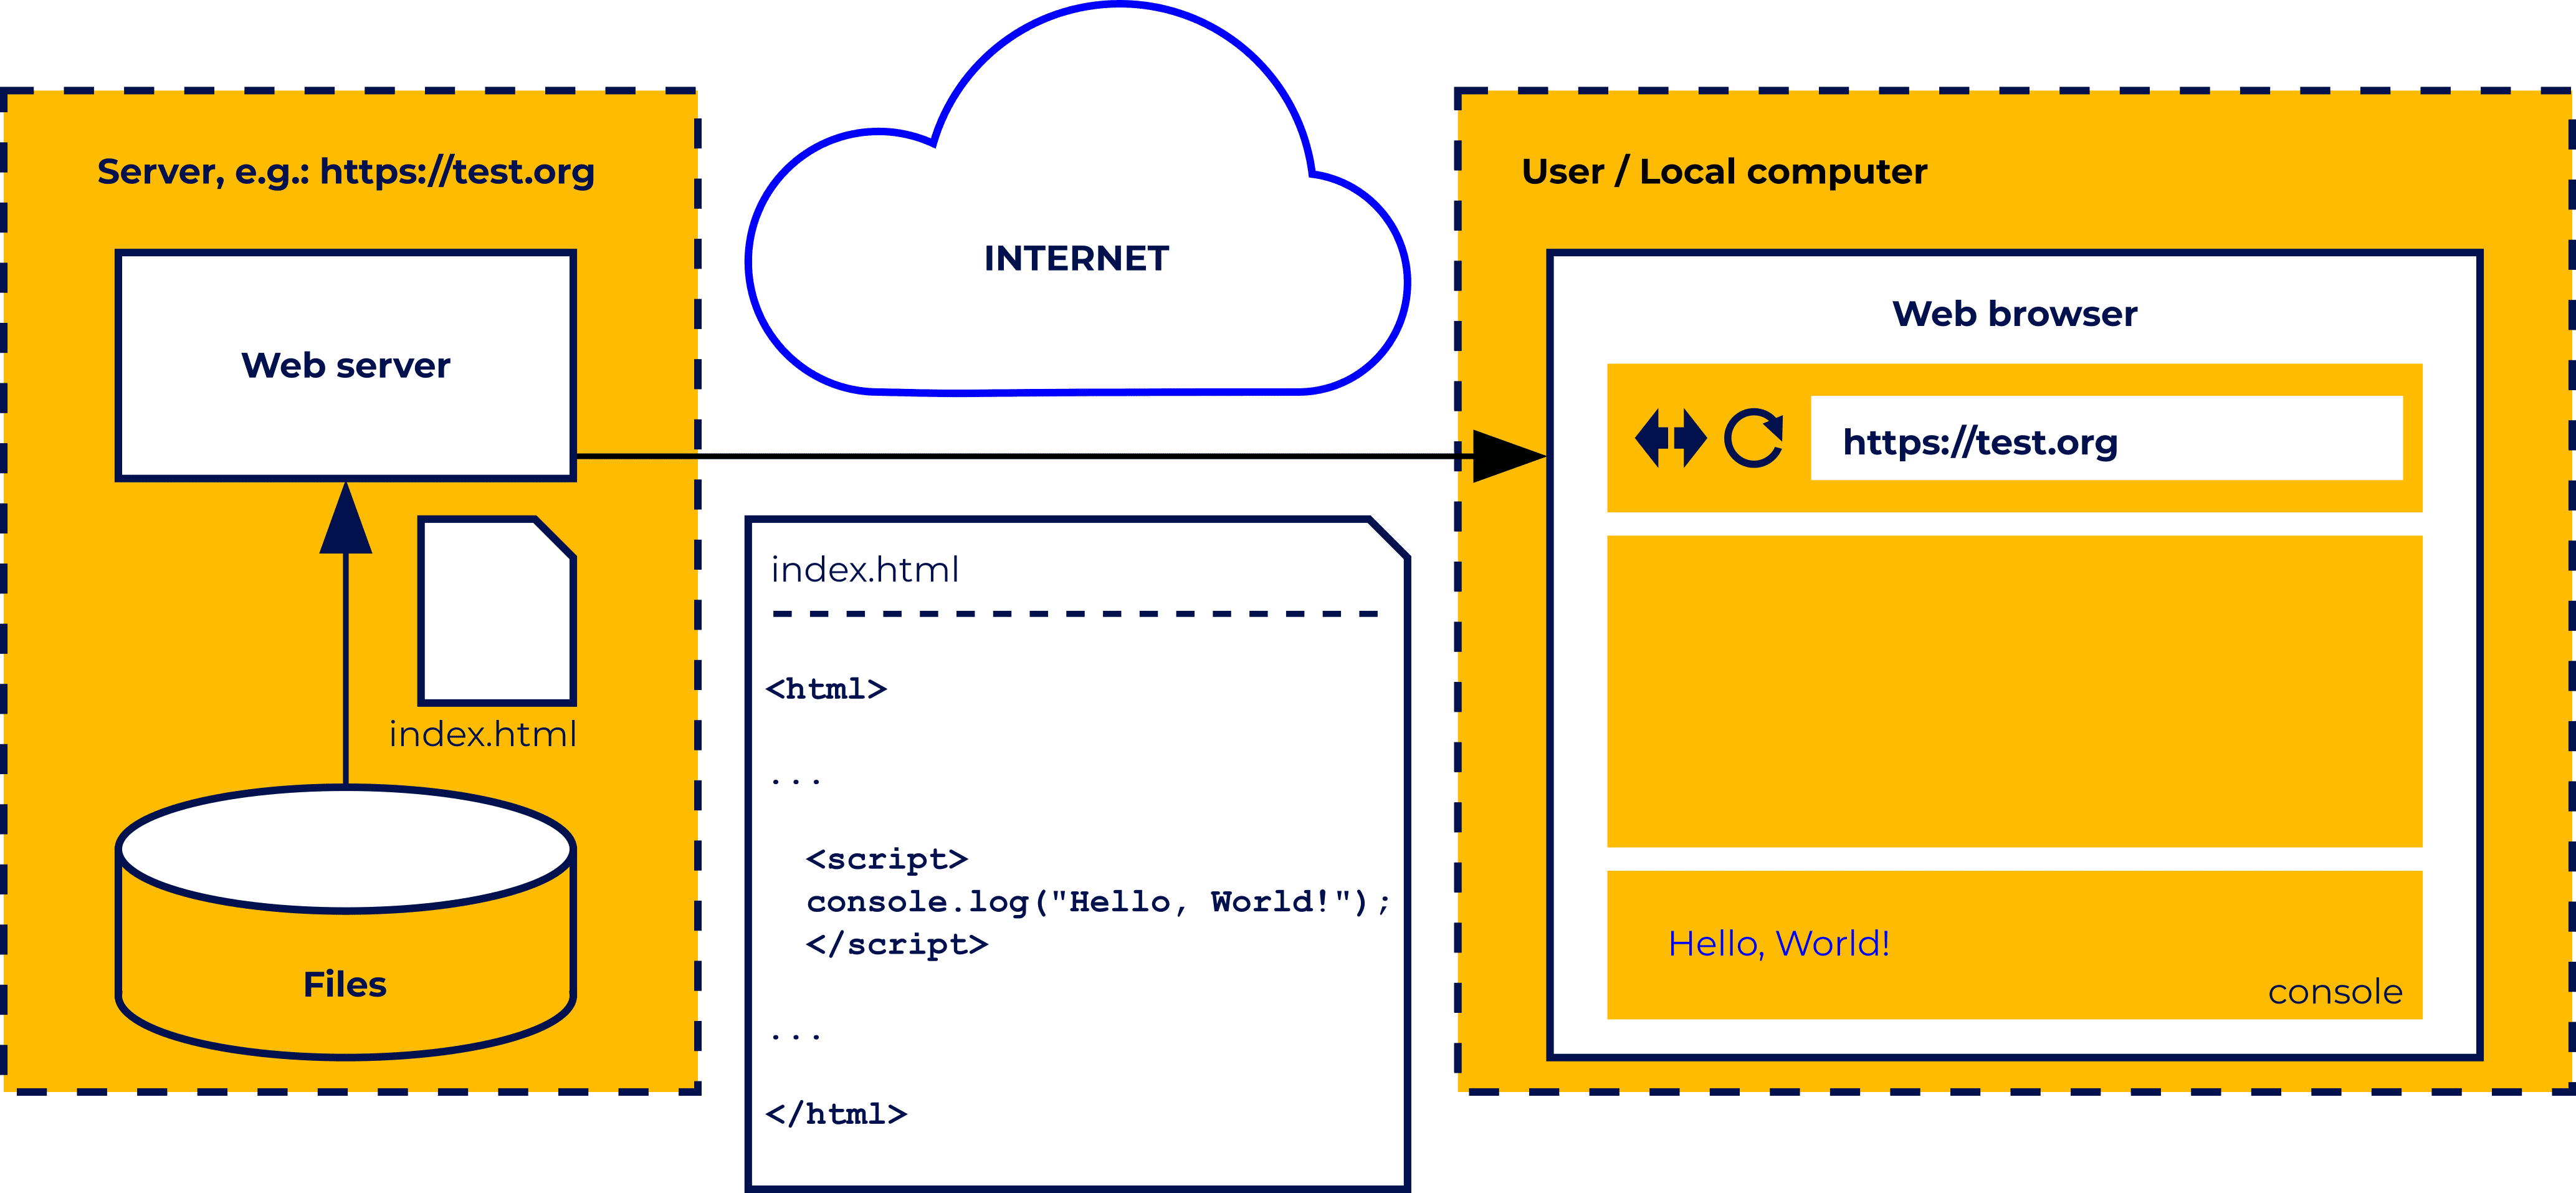 Server, e.g.: https://test.org
Web server
index.html
Files
INTERNET
index.html
<html>
...
<script>
console.log("Hello, World!");
</script>
...
</html>
User / Local computer
Web browser
https://test.org
Hello, World!
console